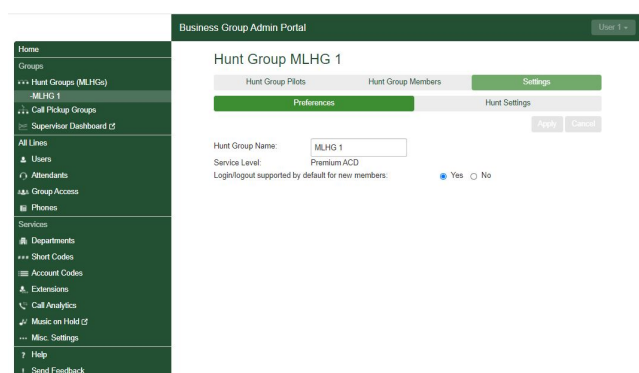 Business Group Admin Portal
User 1
Home
Groups
Hunt Groups (MLHGs)
-MLHG 1
Call Pickup Groups
Supervisor Dashboard
All Lines
Users
Attendants
Group Access
Phones
Services
Departments
Short Codes
Account Codes
Extensions
Call Analytics
Music on Hold
Misc. Settings
? Help
! Send Feedback
Hunt Group MLHG 1
Hunt Group Pilots Hunt Group Members Settings
Preferences Hunt Settings
Apply Cancel
Hunt Group Name: MLHG 1
Service Level: Premium ACD
Login/logout supported by default for new members: Yes No